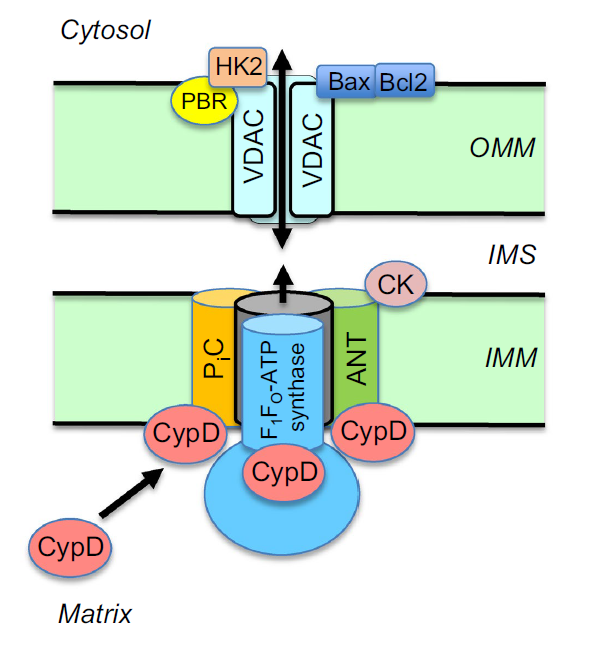 Cytosol
HK2
PBR
Bax
Bcl2
VDAC
VDAC
OMM
IMS
CK
PiC
F1FO-ATP
synthase
ANT
IMM
CypD
CypD
CypD
CypD
Matrix